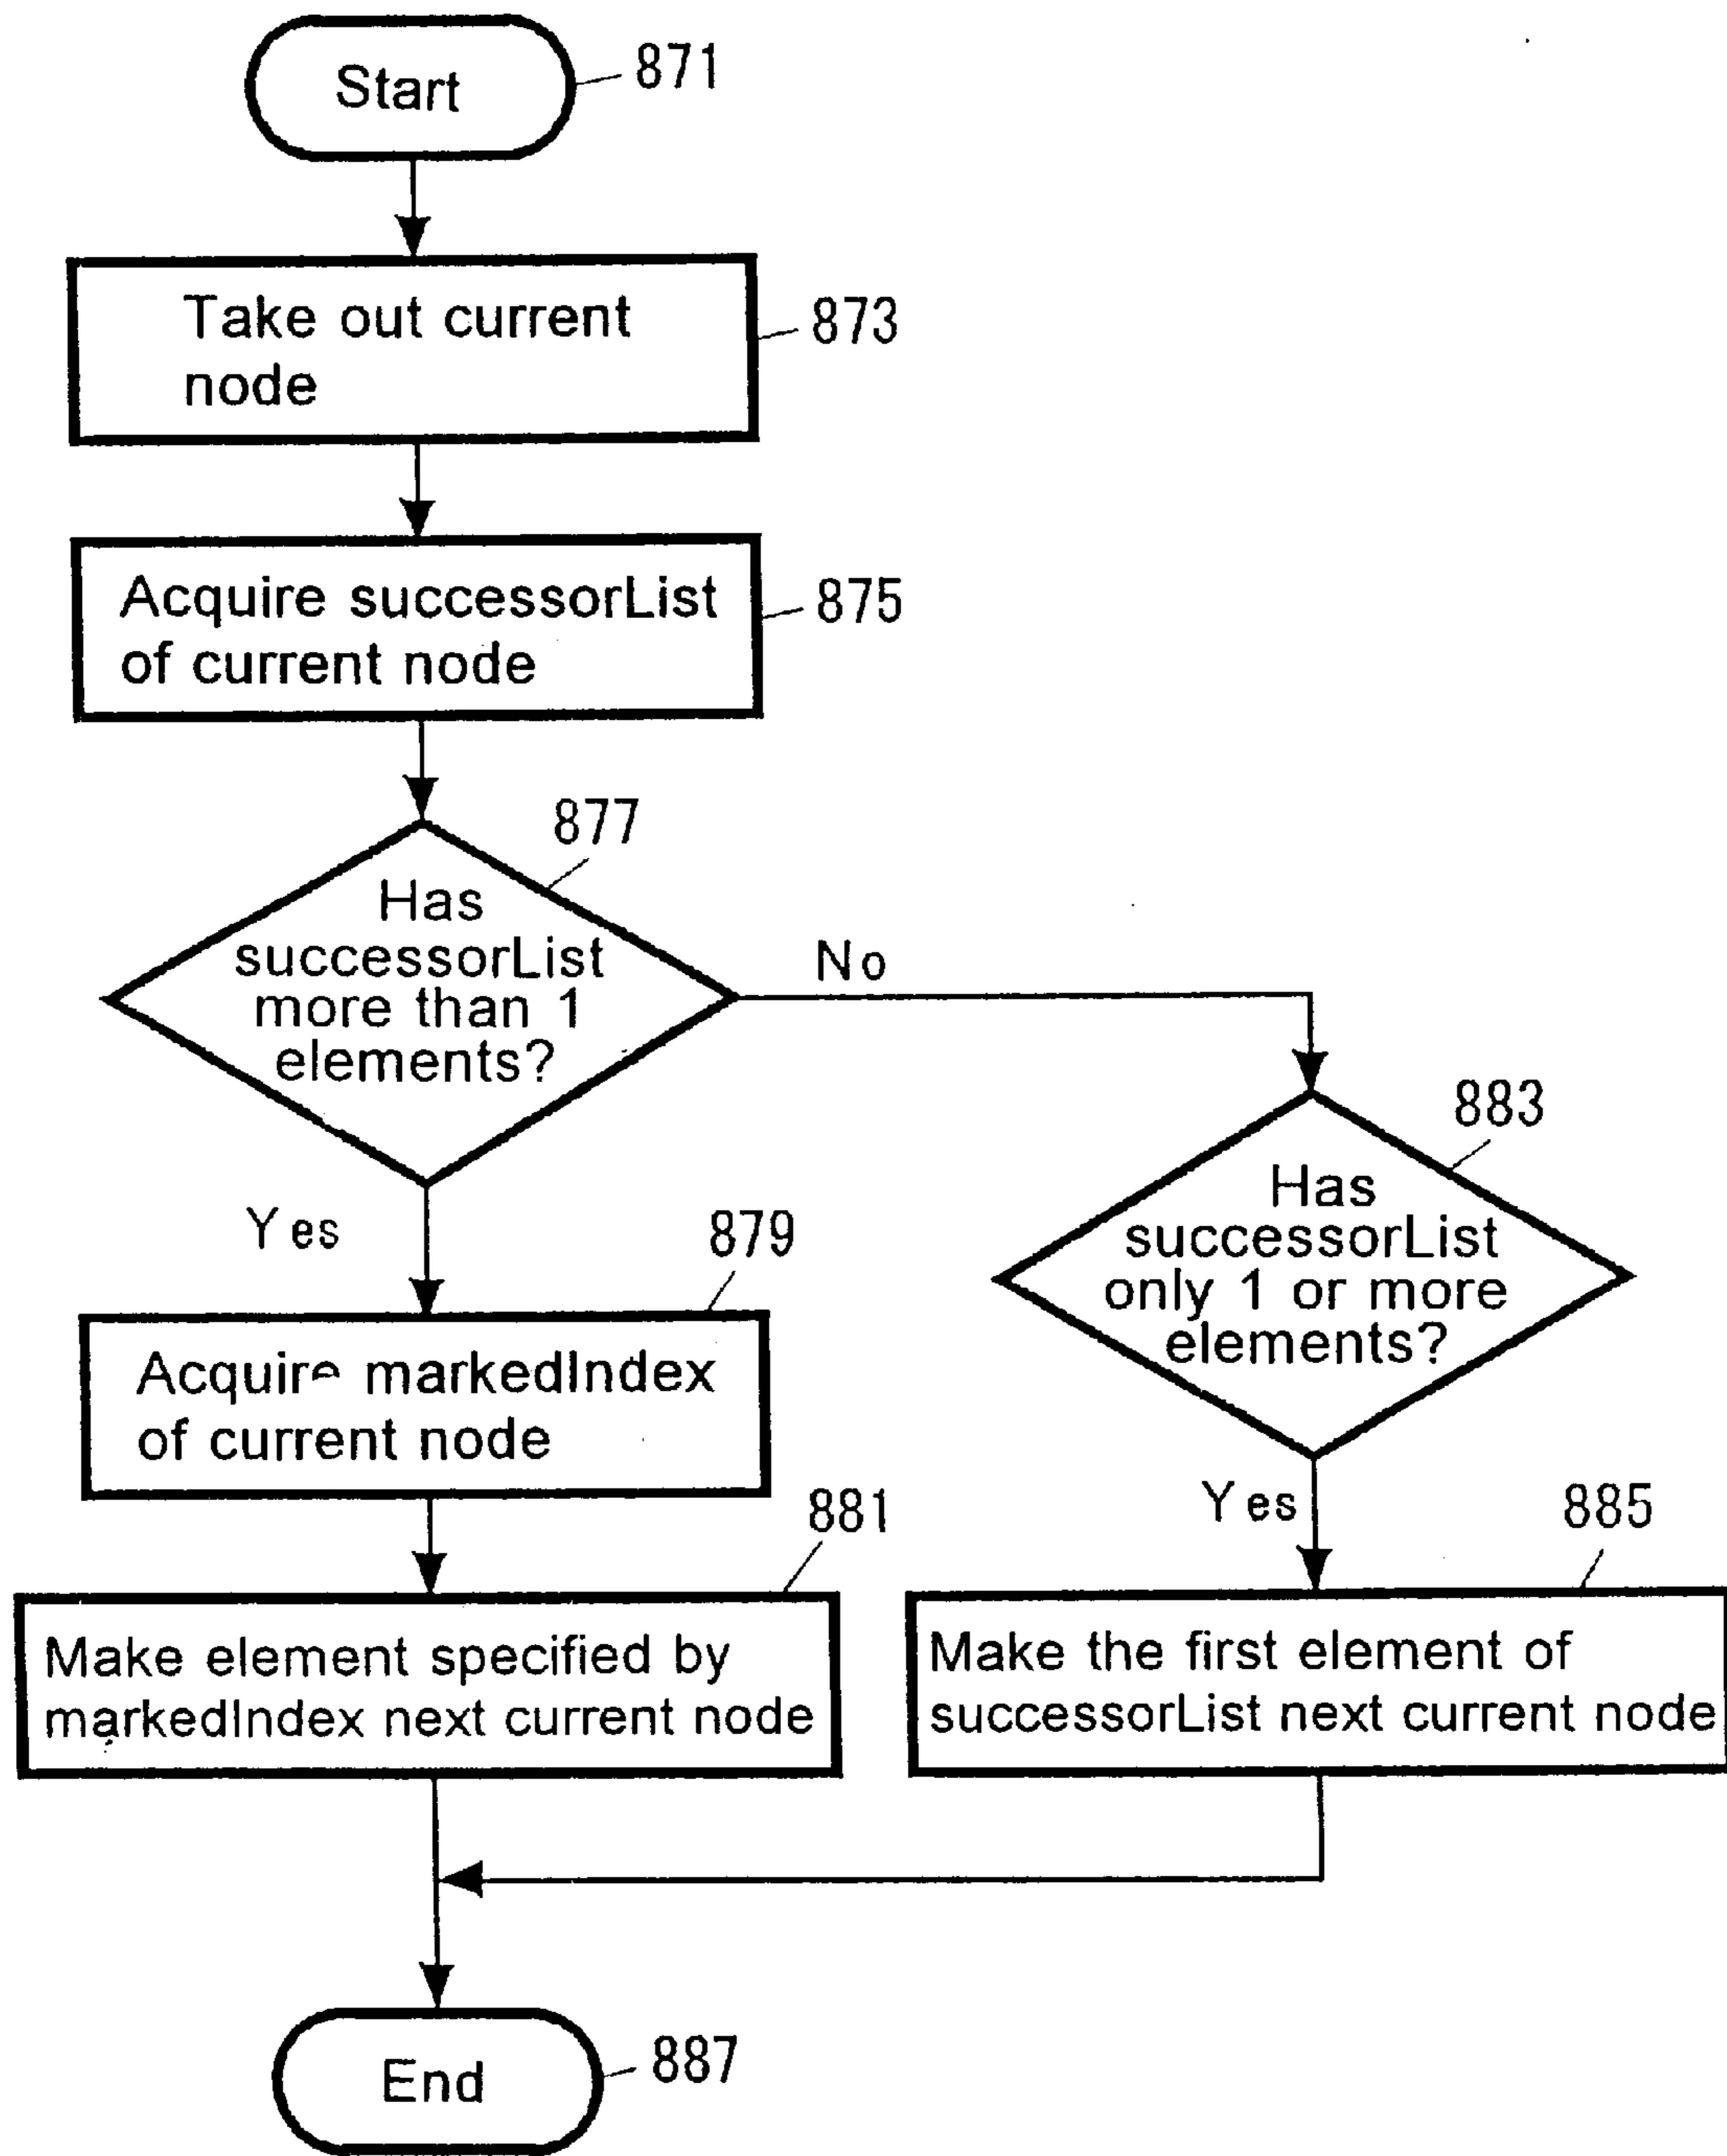 Start
871
Take out current
node
873
Acquire successorList
of current node
875
877
Has
successorList
more than 1
elements?
No
Yes
883
Has
successorList
only 1 or more
elements?
879
Acquire markedIndex
of current node
Yes
881
Make element specified by
markedIndex next current node
885
Make the first element of
successorList next current node
End
887